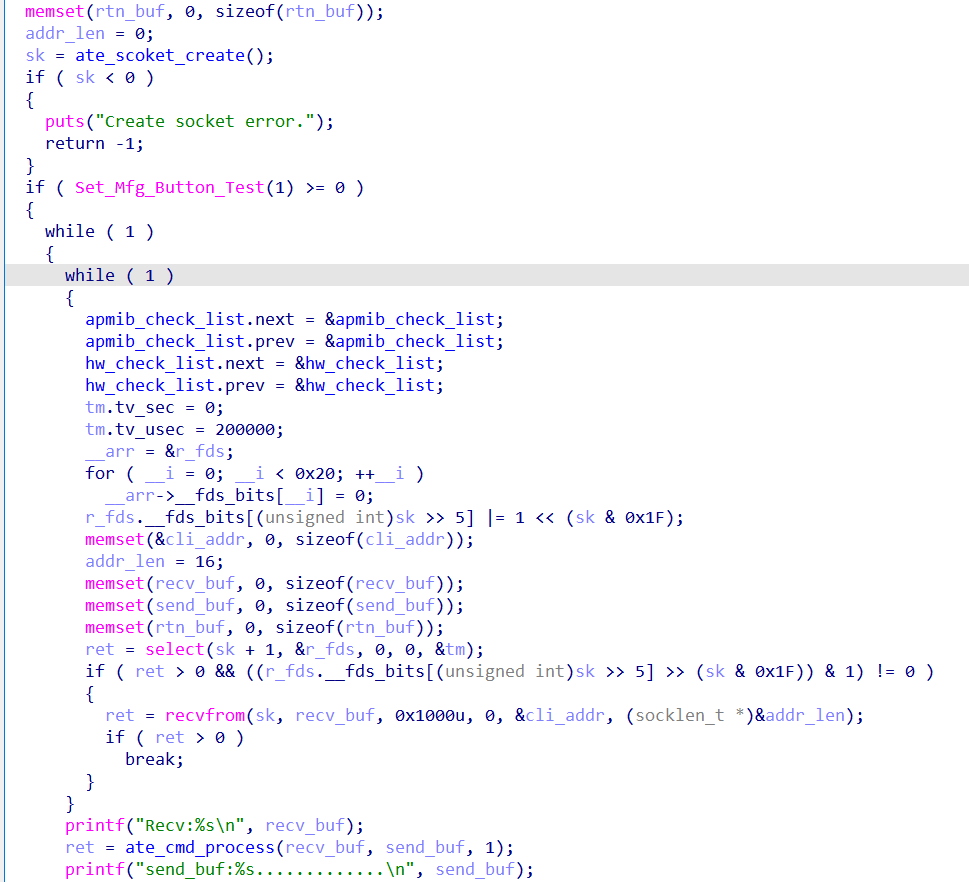 memset(rtn_buf, 0, sizeof(rtn_buf));
addr_len = 0;
sk = ate_scoket_create();
if ( sk < 0 )
{
puts("Create socket error.");
return -1;
}
if ( Set_Mfg_Button_Test(1) >= 0 )
{
while ( 1 )
{
while ( 1 )
{
apmib_check_list.next = &apmib_check_list;
apmib_check_list.prev = &apmib_check_list;
hw_check_list.next = &hw_check_list;
hw_check_list.prev = &hw_check_list;
tm.tv_sec = 0;
tm.tv_usec = 200000;
__arr = &r_fds;
for ( __i = 0; __i < 0x20; ++__i )
__arr->__fds_bits[__i] = 0;
r_fds.__fds_bits[(unsigned int)sk >> 5] |= 1 << (sk & 0x1F);
memset(&cli_addr, 0, sizeof(cli_addr));
addr_len = 16;
memset(recv_buf, 0, sizeof(recv_buf));
memset(send_buf, 0, sizeof(send_buf));
memset(rtn_buf, 0, sizeof(rtn_buf));
ret = select(sk + 1, &r_fds, 0, 0, &tm);
if ( ret > 0 && ((r_fds.__fds_bits[(unsigned int)sk >> 5] >> (sk & 0x1F)) & 1) != 0 )
{
ret = recvfrom(sk, recv_buf, 0x1000u, 0, &cli_addr, (socklen_t *)&addr_len);
if ( ret > 0 )
break;
}
}
printf("Recv:%s\n", recv_buf);
ret = ate_cmd_process(recv_buf, send_buf, 1);
printf("send_buf:%s.............\n", send_buf);